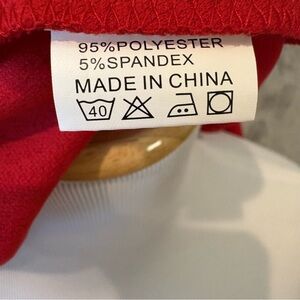 95%POLYESTER
5%SPANDEX
MADE IN CHINA
40